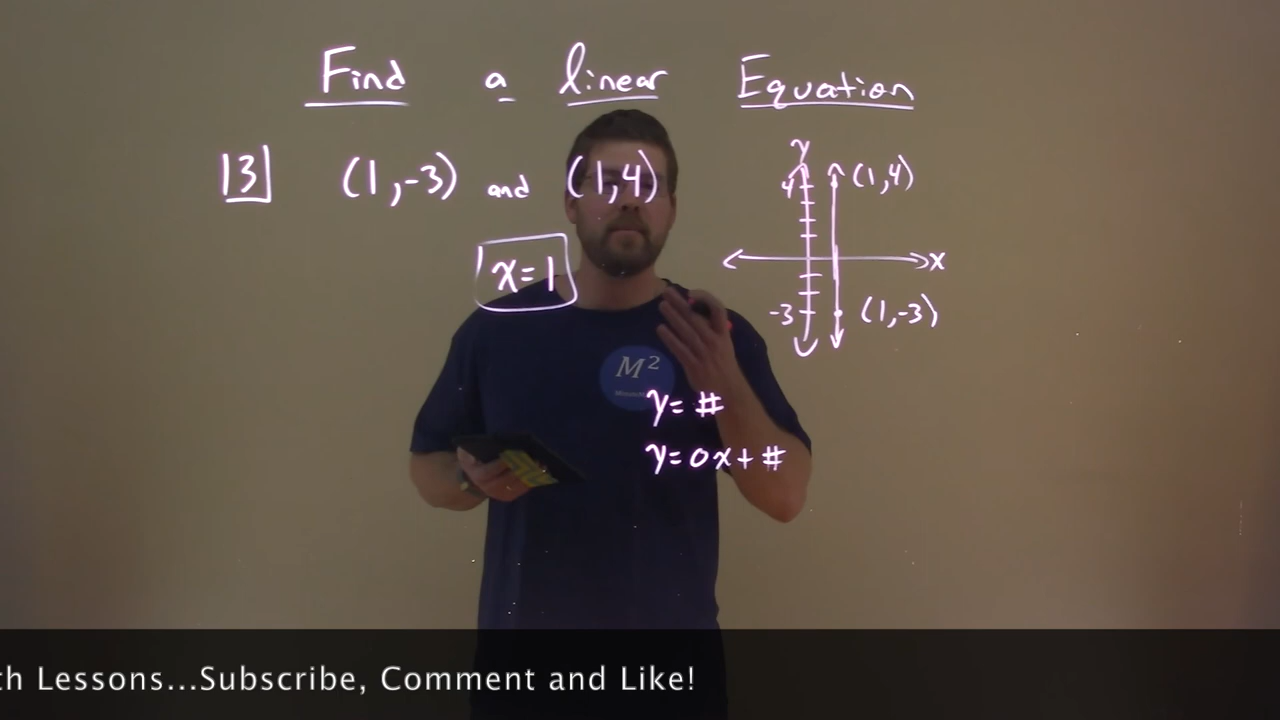 Find a linear Equation
13 (1,-3) and (1,4)
x=1
y
4 (1,4)
x
-3 (1,-3)
M²
y= #
y=0x+ #
th Lessons...Subscribe, Comment and Like!